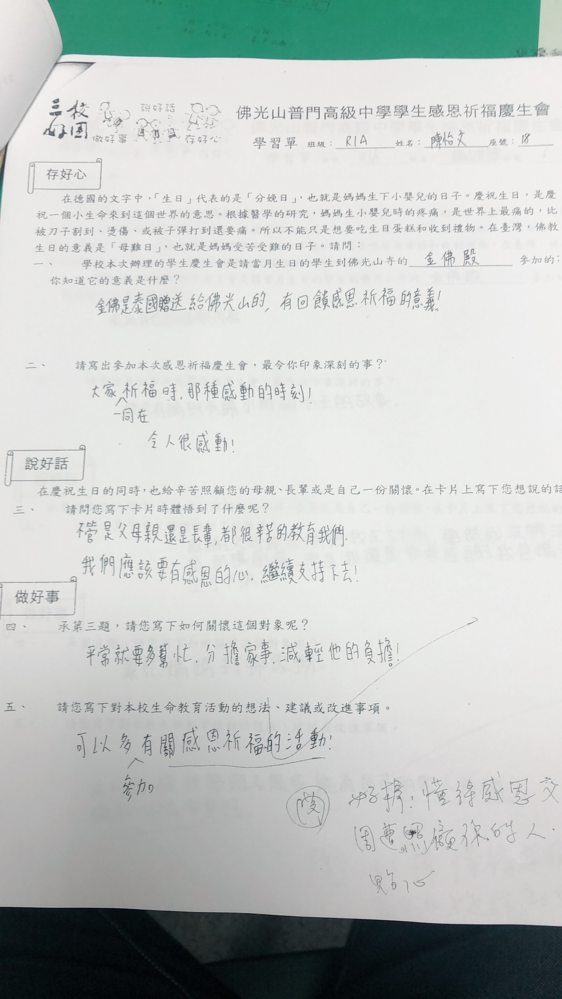 三好校園
說好話
做好事
存好心
佛光山普門高級中學學生感恩祈福慶生會
學習單 班級：R1A 姓名：陳怡文 座號：18
存好心
在德國的文字中，「生日」代表的是「分娩日」，也就是媽媽生下小嬰兒的日子。慶祝生日，是慶
祝一個小生命來到這個世界的意思。根據醫學的研究，媽媽生小嬰兒時的疼痛，是世界上最痛的，比
被刀子割到、燙傷、或被子彈打到還要痛。所以不能只是想要吃生日蛋糕和收到禮物。在臺灣，佛教
生日的意義是「母難日」，也就是媽媽受苦受難的日子。請問：
一、 學校本次辦理的學生慶生會是請當月生日的學生到佛光山寺的 金佛殿 參加的；
你知道它的意義是什麼？
金佛是泰國贈送給佛光山的，有回饋感恩祈福的意義！
二、 請寫出參加本次感恩祈福慶生會，最令你印象深刻的事？
大家祈福時，那種感動的時刻！
一同在
令人很感動！
說好話
在慶祝生日的同時，也給辛苦照顧您的母親、長輩或是自己一份關懷。在卡片上寫下您想說的話
三、 請問您寫下卡片時體悟到了什麼呢？
不管是父母親還是長輩，都很辛苦的教育我們，
我們應該要有感恩的心，繼續支持下去！
做好事
四、 承第三題，請您寫下如何關懷這個對象呢？
平常就要多幫忙，分擔家事，減輕他的負擔！
五、 請您寫下對本校生命教育活動的想法、建議或改進事項。
可以多有關感恩祈福的活動！
參加
好棒！懂得感恩
周遭照顧你的人．
貼心